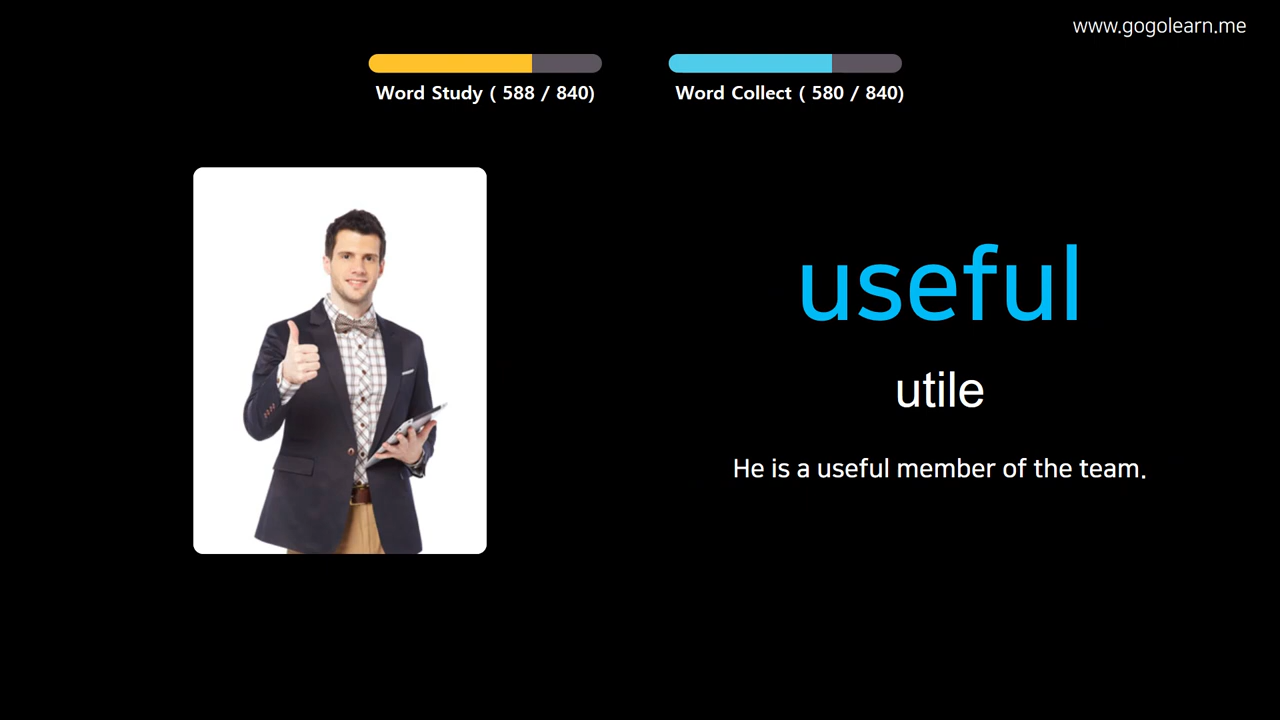 www.gogolearn.me
Word Study ( 588 / 840)
Word Collect ( 580 / 840)
useful
utile
He is a useful member of the team.